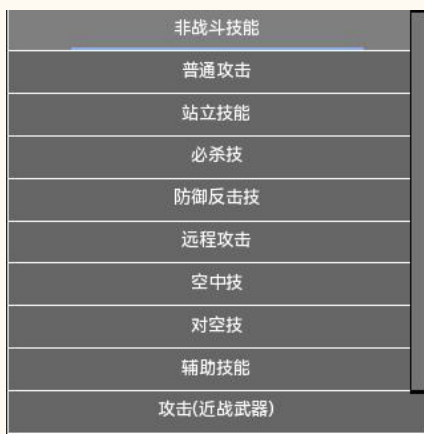 非战斗技能
普通攻击
站立技能
必杀技
防御反击技
远程攻击
空中技
对空技
辅助技能
攻击(近战武器)